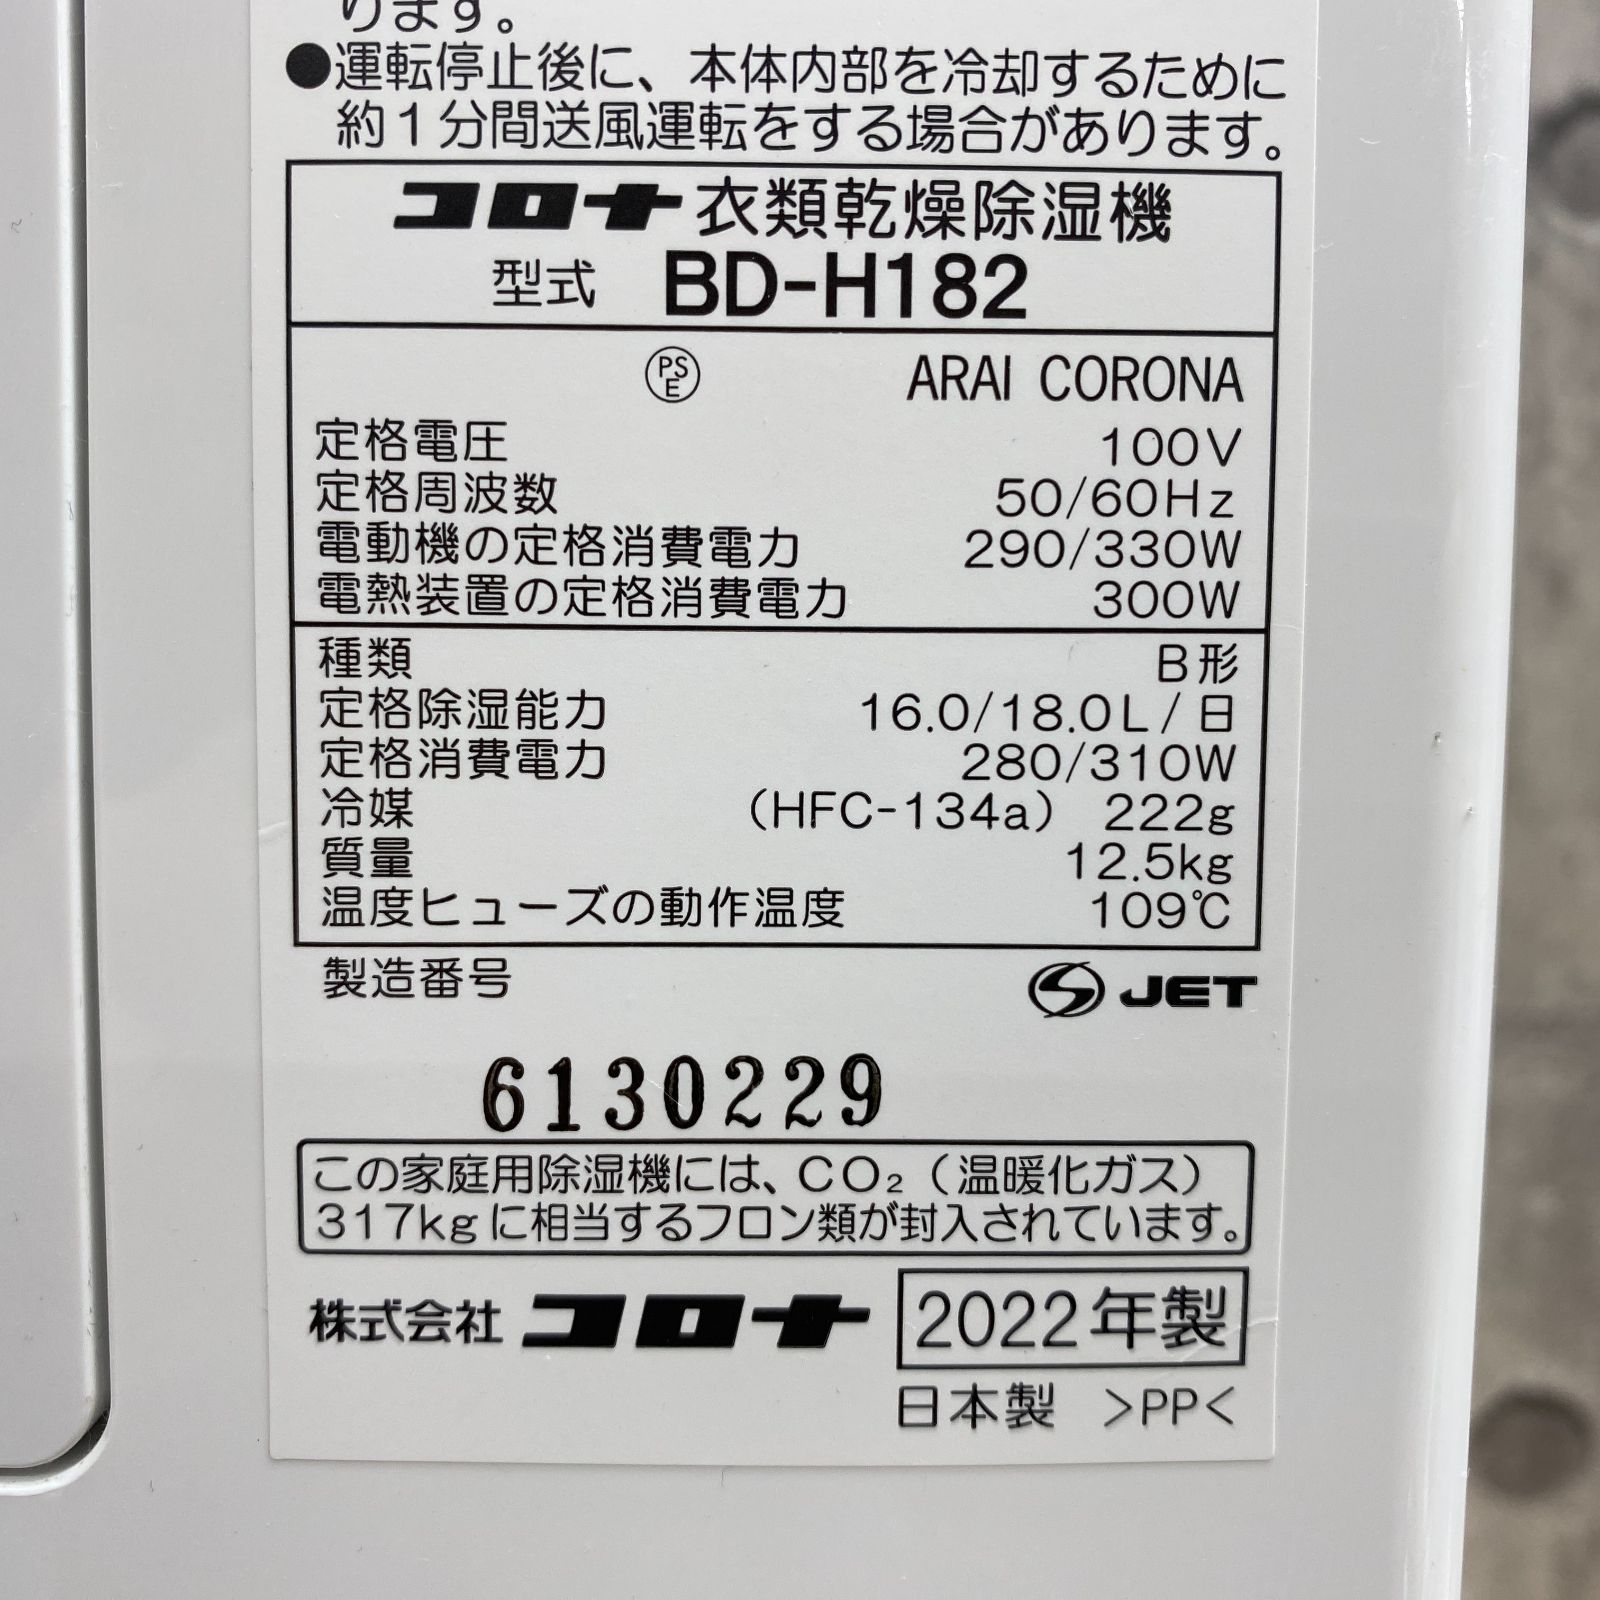 ります。
●運転停止後に、本体内部を冷却するために
約1分間送風運転をする場合があります。
コロナ 衣類乾燥除湿機
型式 BD-H182
PSE ARAI CORONA
定格電圧 100V
定格周波数 50/60Hz
電動機の定格消費電力 290/330W
電熱装置の定格消費電力 300W
種類 B形
定格除湿能力 16.0/18.0L/日
定格消費電力 280/310W
冷媒 (HFC-134a) 222g
質量 12.5kg
温度ヒューズの動作温度 109℃
製造番号 JET
6130229
この家庭用除湿機には、CO₂(温暖化ガス)
317kgに相当するフロン類が封入されています。
株式会社 コロナ 2022年製
日本製 >PP<